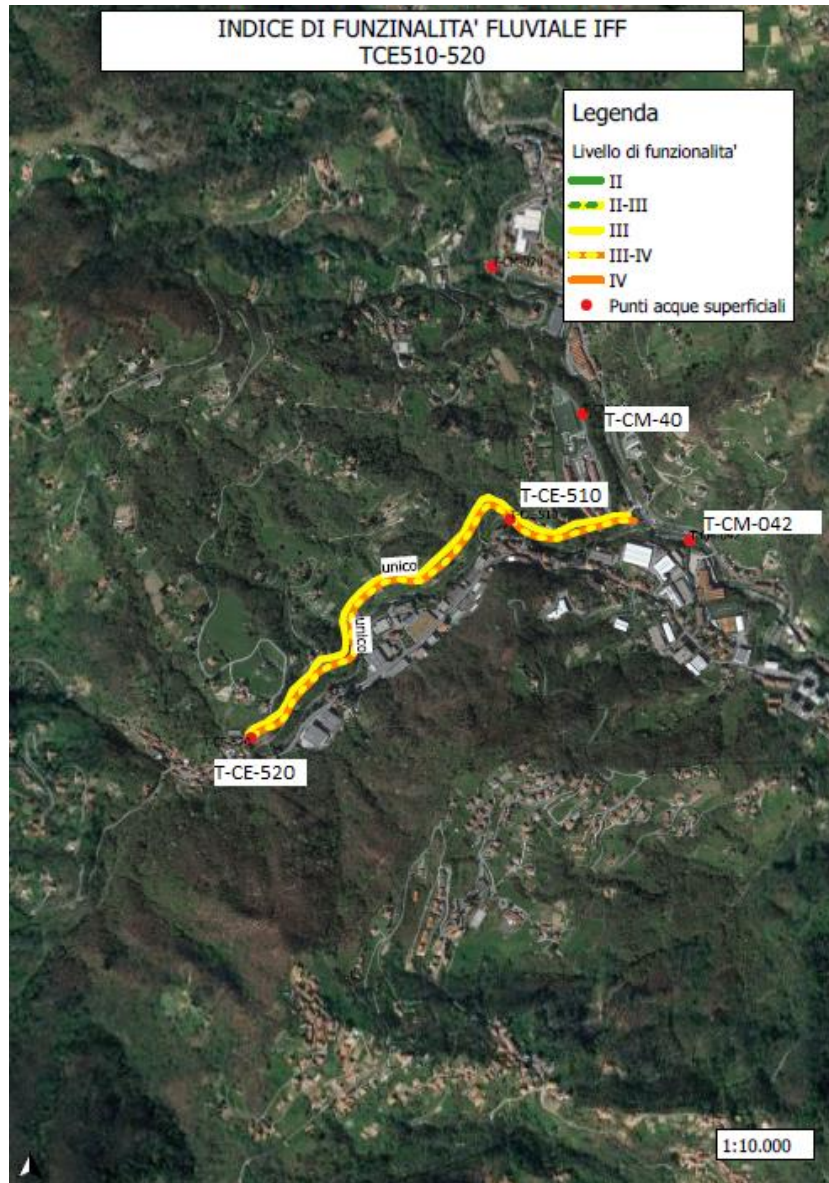 INDICE DI FUNZINALITA' FLUVIALE IFF
TCE510-520
Legenda
Livello di funzionalita'
II
II-III
III
III-IV
IV
Punti acque superficiali
T-CM-40
T-CE-510
T-CM-042
unico
unico
T-CE-520
1:10.000